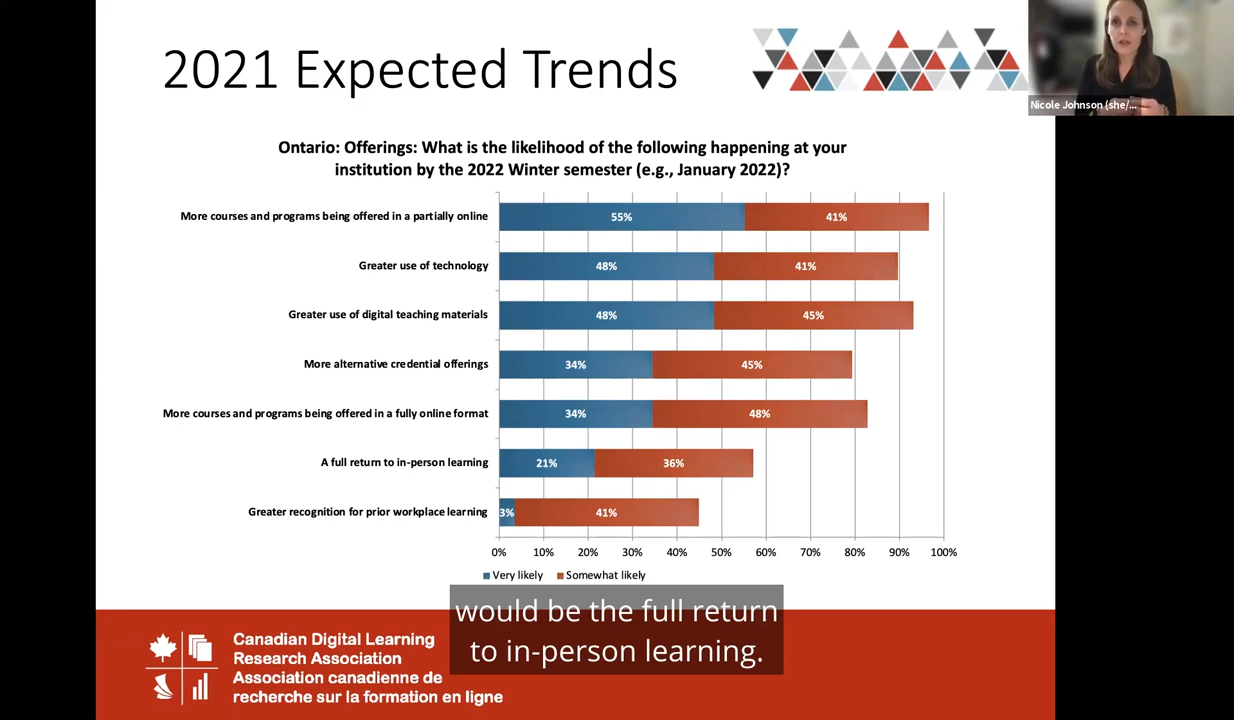 2021 Expected Trends
Nicole Johnson (she/...
Ontario: Offerings: What is the likelihood of the following happening at your
institution by the 2022 Winter semester (e.g., January 2022)?
More courses and programs being offered in a partially online 55% 41%
Greater use of technology 48% 41%
Greater use of digital teaching materials 48% 45%
More alternative credential offerings 34% 45%
More courses and programs being offered in a fully online format 34% 48%
A full return to in-person learning 21% 36%
Greater recognition for prior workplace learning 3% 41%
0% 10% 20% 30% 40% 50% 60% 70% 80% 90% 100%
Very likely Somewhat likely
would be the full return
to in-person learning.
Canadian Digital Learning
Research Association
Association canadienne de
recherche sur la formation en ligne